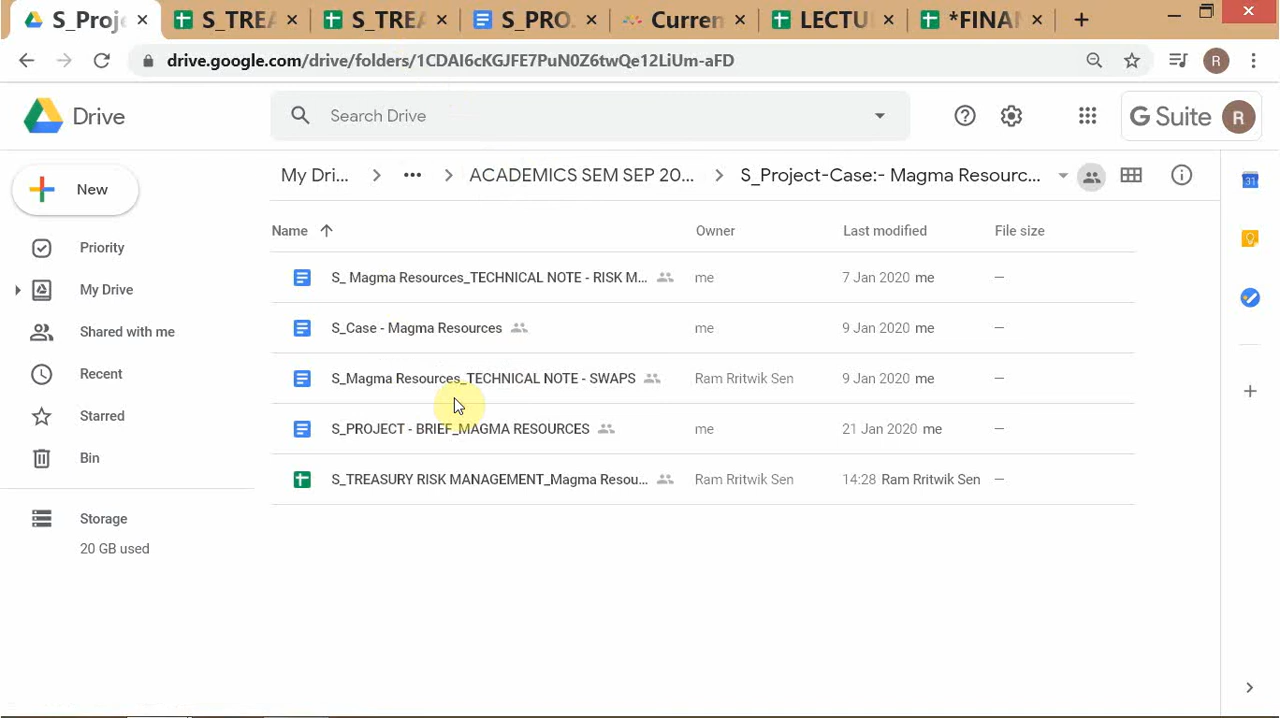 S_Proje
S_TREA
S_TREA
S_PRO.
Curren
LECTU
*FINAN
drive.google.com/drive/folders/1CDAI6cKGJFE7PuN0Z6twQe12LiUm-aFD
R
Drive
Search Drive
G Suite
R
New
My Dri...
ACADEMICS SEM SEP 20...
S_Project-Case:- Magma Resourc...
31
Name
Owner
Last modified
File size
Priority
My Drive
Shared with me
Recent
Starred
Bin
Storage
20 GB used
S_ Magma Resources_TECHNICAL NOTE - RISK M...
me
7 Jan 2020 me
—
S_Case - Magma Resources
me
9 Jan 2020 me
—
S_Magma Resources_TECHNICAL NOTE - SWAPS
Ram Rritwik Sen
9 Jan 2020 me
—
S_PROJECT - BRIEF_MAGMA RESOURCES
me
21 Jan 2020 me
—
S_TREASURY RISK MANAGEMENT_Magma Resou...
Ram Rritwik Sen
14:28 Ram Rritwik Sen
—